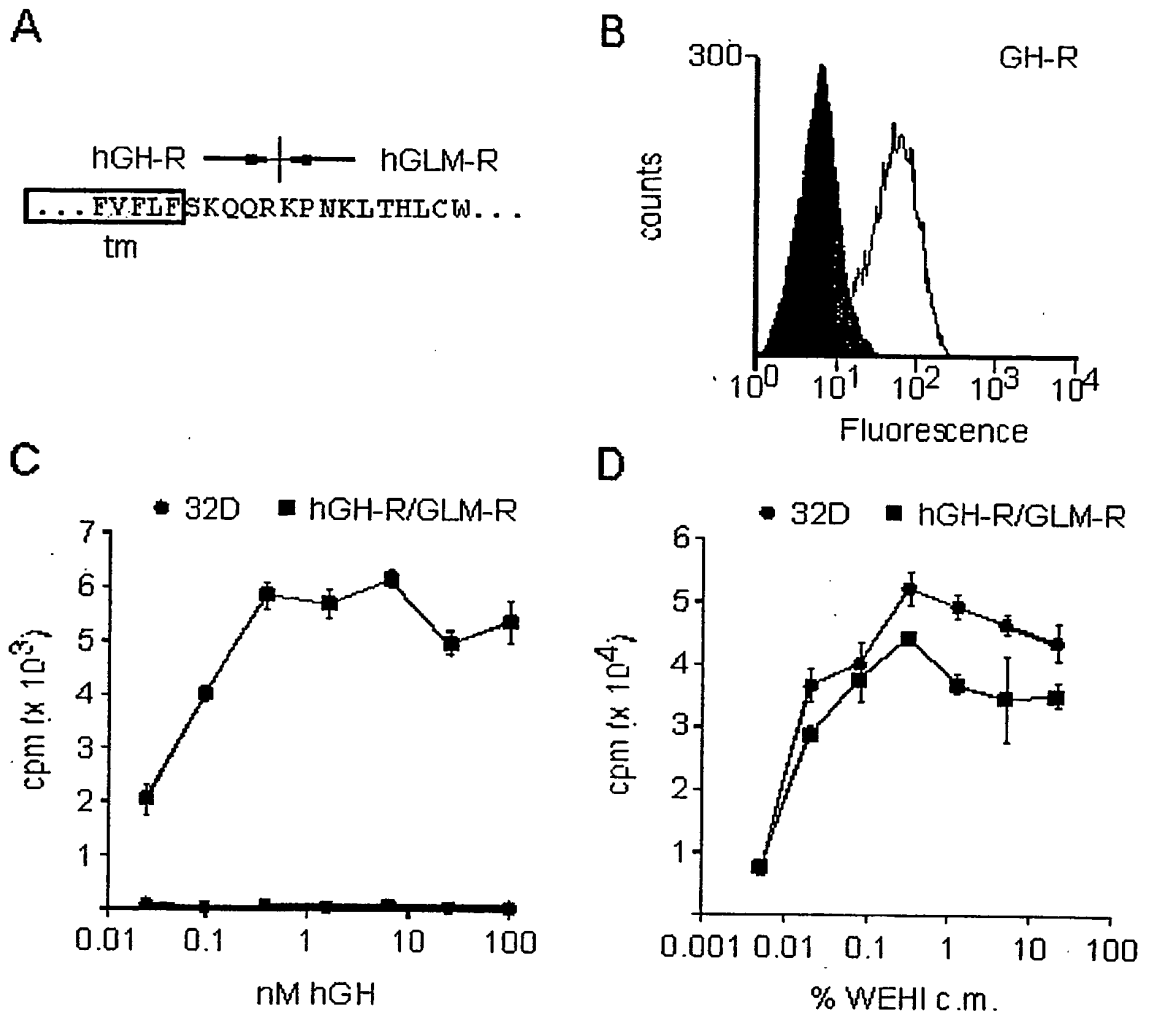 A
hGH-R hGLM-R
...FVFLFSKQQRKPNKLTHLCW...
tm
B
300
GH-R
counts
10^0 10^1 10^2 10^3 10^4
Fluorescence
C
32D hGH-R/GLM-R
7
6
5
4
3
2
1
cpm (x 10^3)
0.01 0.1 1 10 100
nM hGH
D
32D hGH-R/GLM-R
6
5
4
3
2
1
cpm (x 10^4)
0.001 0.01 0.1 1 10 100
% WEHI c.m.